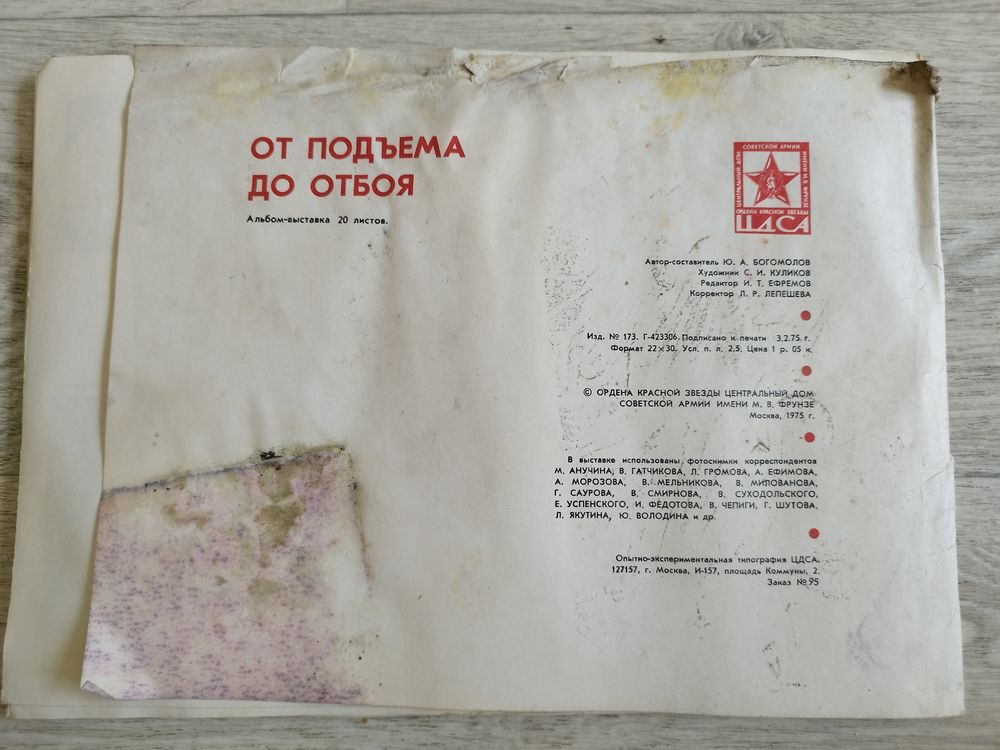 ОТ ПОДЪЕМА
ДО ОТБОЯ
Альбом-выставка 20 листов.
СОВЕТСКОЙ АРМИИ
ЦЕНТРАЛЬНЫЙ ДОМ
ИМЕНИ М.В. ФРУНЗЕ
ОРДЕНА КРАСНОЙ ЗВЕЗДЫ
ЦДСА
Автор-составитель Ю. А. БОГОМОЛОВ
Художник С. И. КУЛИКОВ
Редактор И. Т. ЕФРЕМОВ
Корректор Л. Р. ЛЕПЕШЕВА
Изд. № 173. Г-423306. Подписано к печати 3.2.75 г.
Формат 22×30. Усл. п. л. 2,5. Цена 1 р. 05 к.
© ОРДЕНА КРАСНОЙ ЗВЕЗДЫ ЦЕНТРАЛЬНЫЙ ДОМ
СОВЕТСКОЙ АРМИИ ИМЕНИ М. В. ФРУНЗЕ
Москва, 1975 г.
В выставке использованы фотоснимки корреспондентов
М. АНУЧИНА, В. ГАТЧИКОВА, Л. ГРОМОВА, А. ЕФИМОВА,
А. МОРОЗОВА, В. МЕЛЬНИКОВА, В. МИЛОВАНОВА,
Г. САУРОВА, В. СМИРНОВА, В. СУХОДОЛЬСКОГО,
Е. УСПЕНСКОГО, И. ФЕДОТОВА, В. ЧЕПИГИ, Г. ШУТОВА,
Л. ЯКУТИНА, Ю. ВОЛОДИНА и др.
Опытно-экспериментальная типография ЦДСА.
127157, г. Москва, И-157, площадь Коммуны, 2.
Заказ № 95